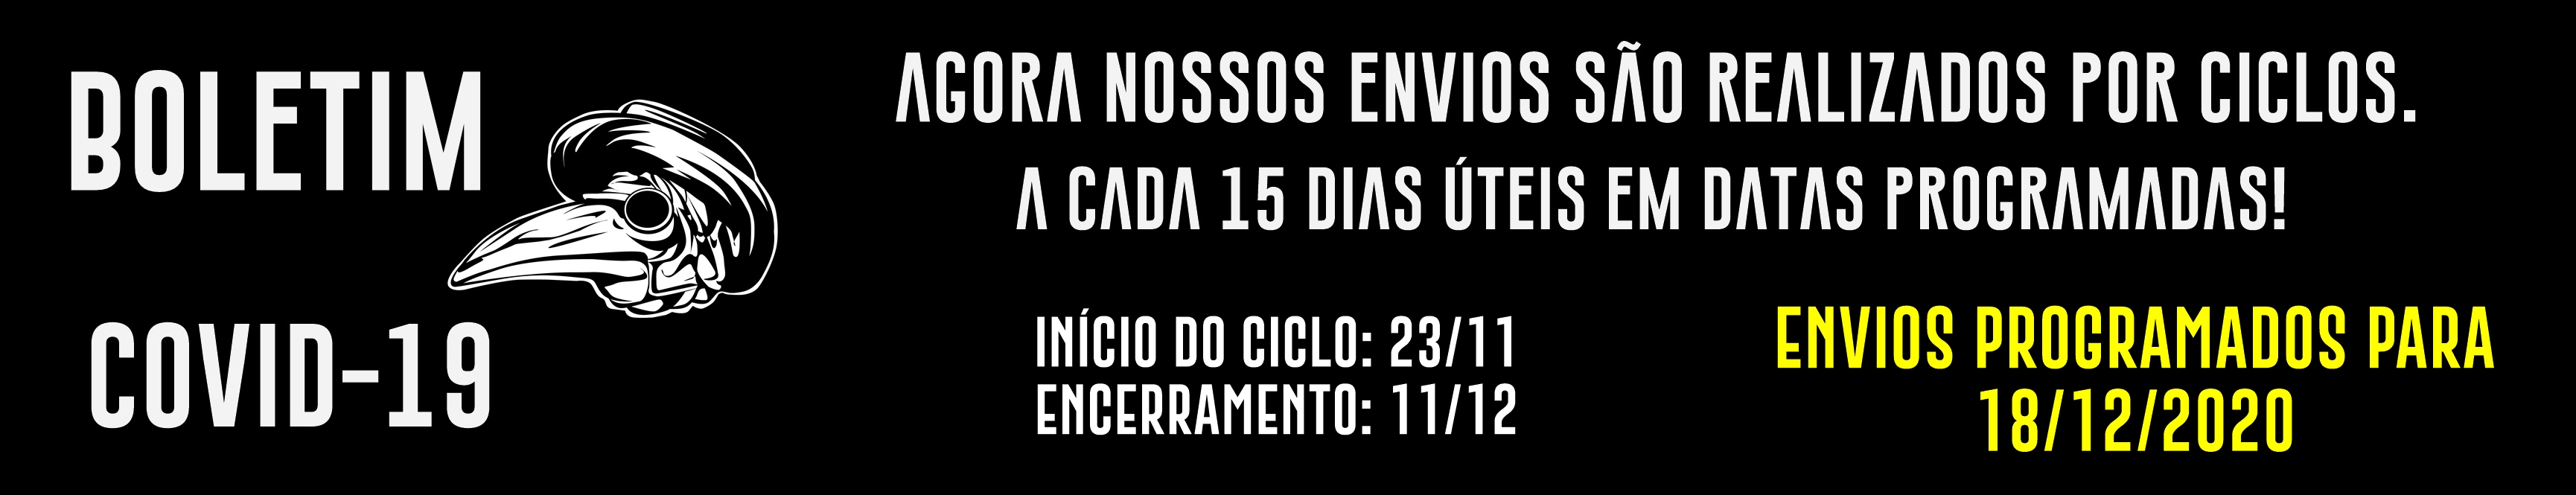 BOLETIM
COVID-19
AGORA NOSSOS ENVIOS SÃO REALIZADOS POR CICLOS.
A CADA 15 DIAS ÚTEIS EM DATAS PROGRAMADAS!
INÍCIO DO CICLO: 23/11
ENCERRAMENTO: 11/12
ENVIOS PROGRAMADOS PARA
18/12/2020